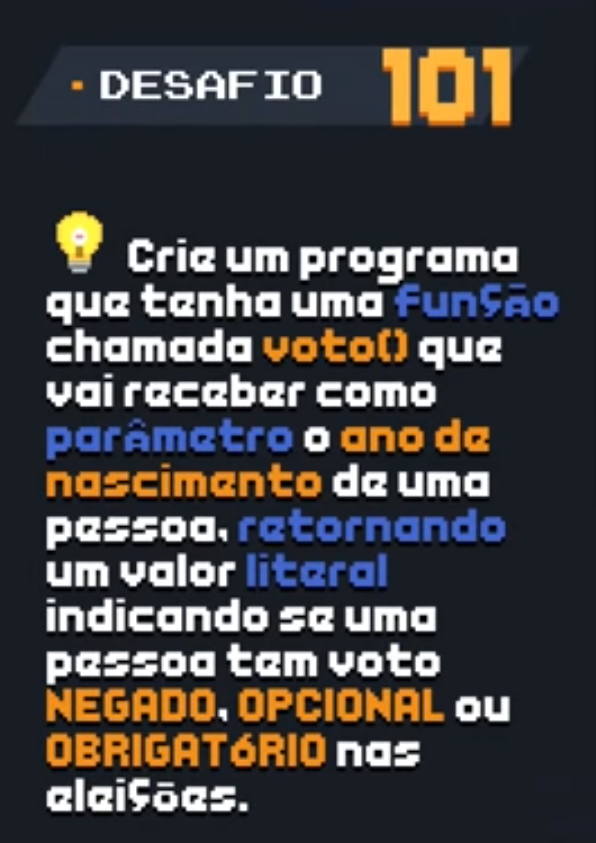 DESAFIO 101
Crie um programa
que tenha uma função
chamada voto() que
vai receber como
parâmetro o ano de
nascimento de uma
pessoa, retornando
um valor literal
indicando se uma
pessoa tem voto
NEGADO, OPCIONAL ou
OBRIGATÓRIO nas
eleições.